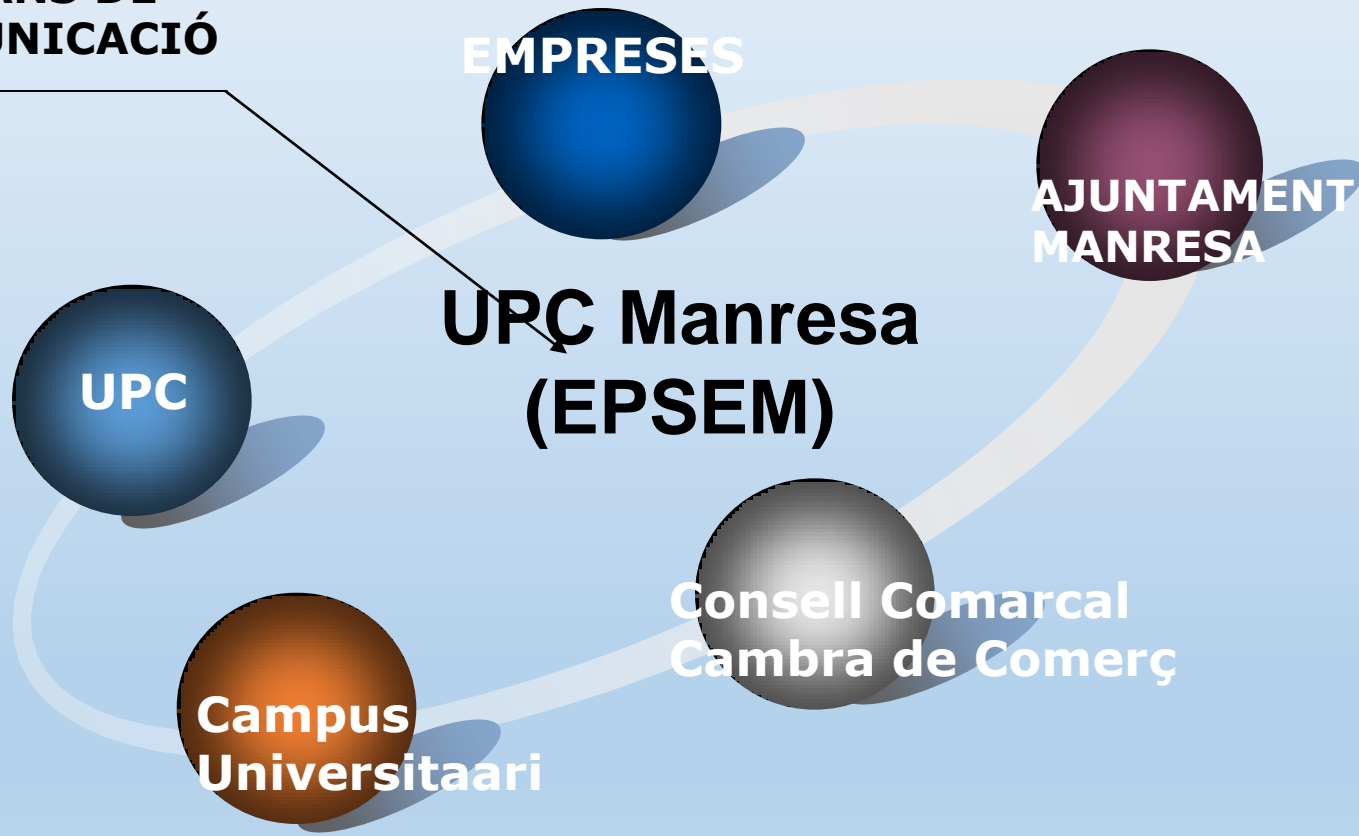 UNICACIÓ
EMPRESES
AJUNTAMENT
MANRESA
UPC Manresa
(EPSEM)
UPC
Consell Comarcal
Cambra de Comerç
Campus
Universitaari